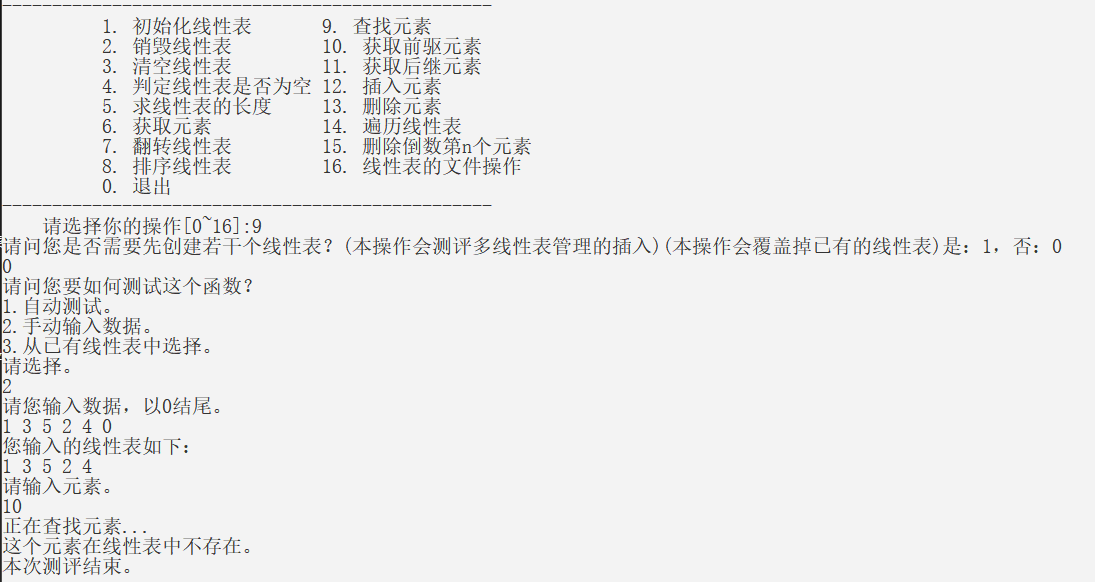 --------------------------------------------------
1. 初始化线性表 9. 查找元素
2. 销毁线性表 10. 获取前驱元素
3. 清空线性表 11. 获取后继元素
4. 判定线性表是否为空 12. 插入元素
5. 求线性表的长度 13. 删除元素
6. 获取元素 14. 遍历线性表
7. 翻转线性表 15. 删除倒数第n个元素
8. 排序线性表 16. 线性表的文件操作
0. 退出
--------------------------------------------------
请选择你的操作[0~16]:9
请问您是否需要先创建若干个线性表？(本操作会测评多线性表管理的插入)(本操作会覆盖掉已有的线性表)是：1，否：0
0
请问您要如何测试这个函数？
1.自动测试。
2.手动输入数据。
3.从已有线性表中选择。
请选择。
2
请您输入数据，以0结尾。
1 3 5 2 4 0
您输入的线性表如下：
1 3 5 2 4
请输入元素。
10
正在查找元素...
这个元素在线性表中不存在。
本次测评结束。